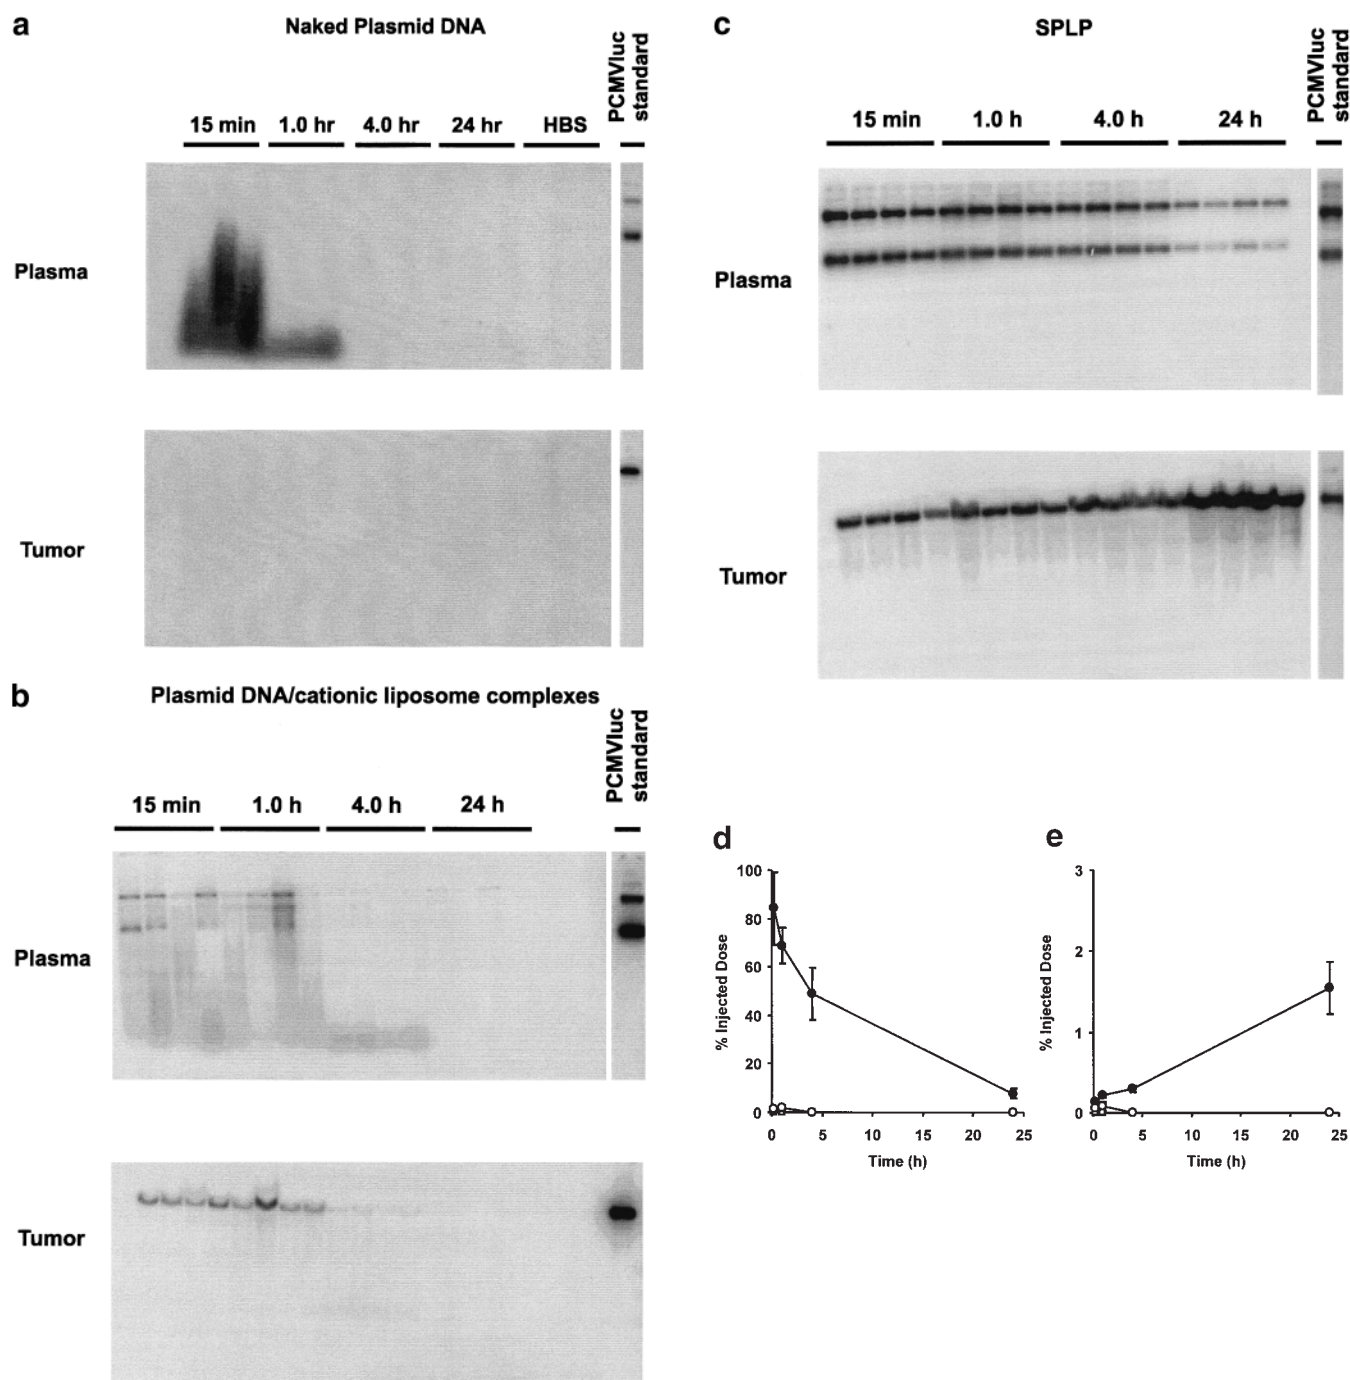 a
Naked Plasmid DNA
PCMVluc
standard
15 min 1.0 hr 4.0 hr 24 hr HBS
Plasma
Tumor
b
Plasmid DNA/cationic liposome complexes
PCMVluc
standard
15 min 1.0 h 4.0 h 24 h
Plasma
Tumor
c
SPLP
PCMVluc
standard
15 min 1.0 h 4.0 h 24 h
Plasma
Tumor
d
% Injected Dose
100
80
60
40
20
0
0 5 10 15 20 25
Time (h)
e
% Injected Dose
3
2
1
0
0 5 10 15 20 25
Time (h)